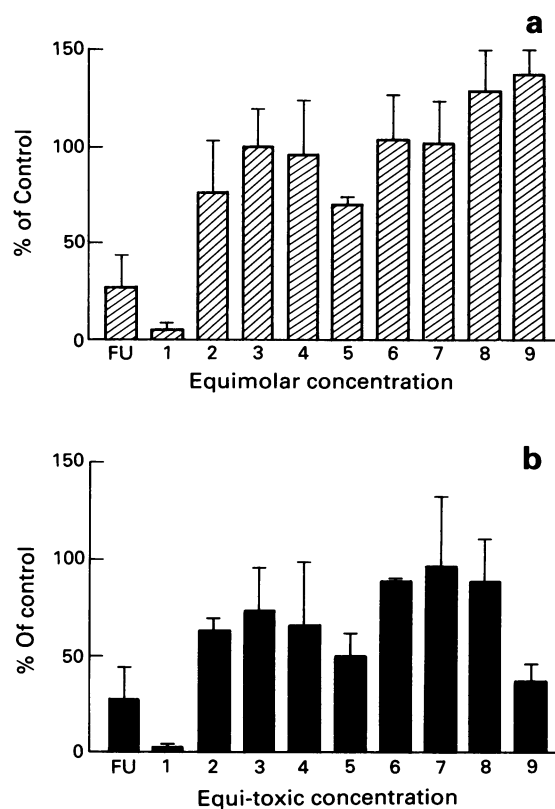 a
150
100
50
0
% of Control
FU 1 2 3 4 5 6 7 8 9
Equimolar concentration
b
150
100
50
0
% Of control
FU 1 2 3 4 5 6 7 8 9
Equi-toxic concentration